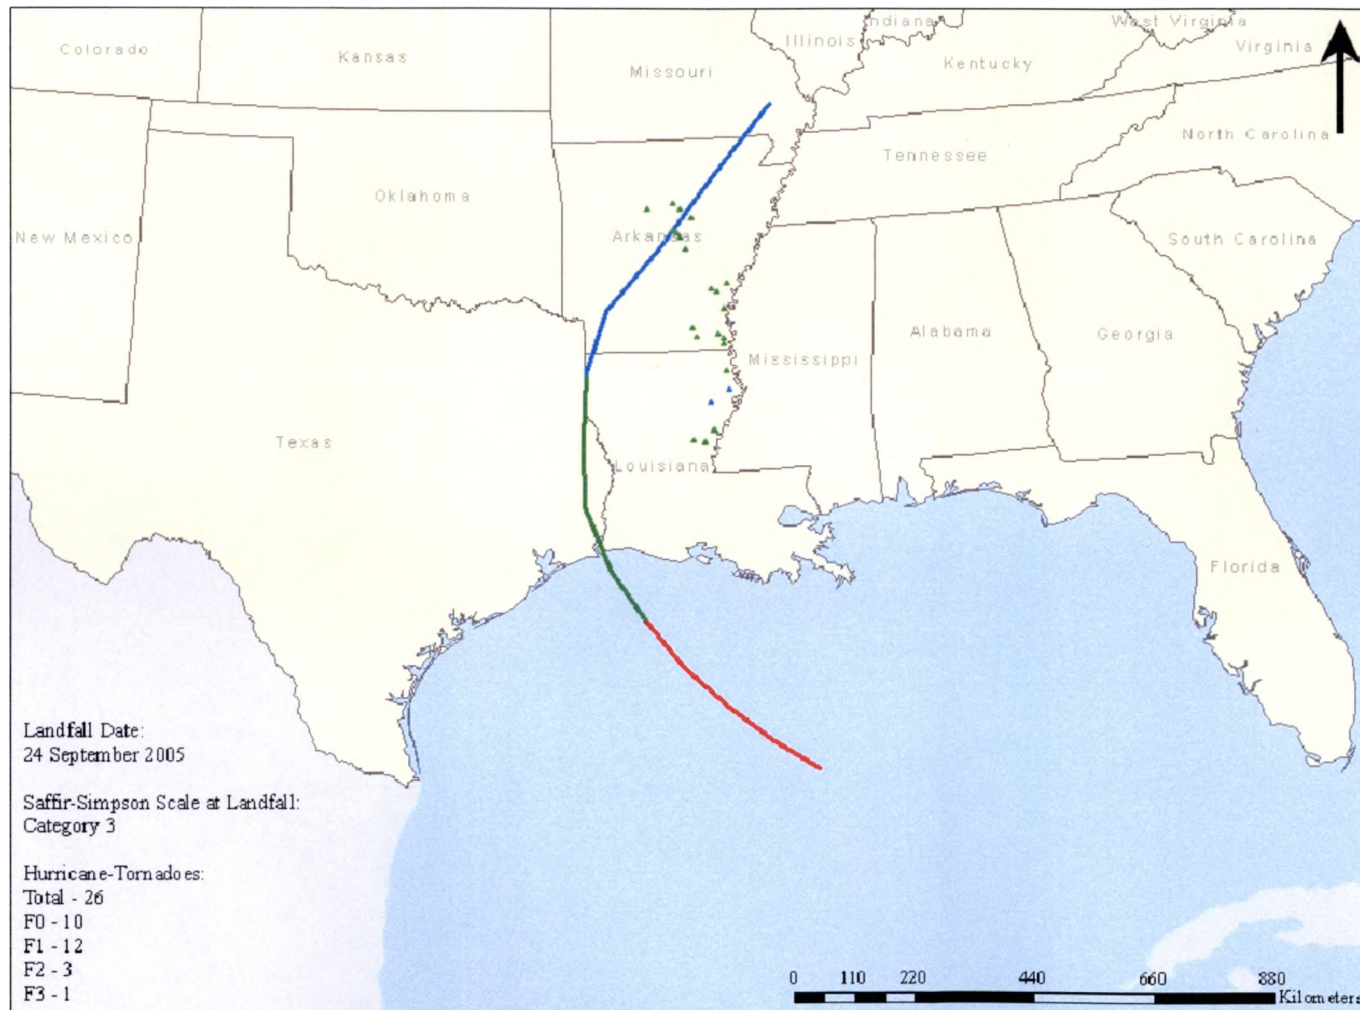 Indiana
West Virginia
Illinois
Virginia
Colorado
Kansas
Kentucky
Missouri
North Carolina
Tennessee
Oklahoma
New Mexico
Arkansas
South Carolina
Alabama
Georgia
Mississippi
Texas
Louisiana
Florida
Landfall Date:
24 September 2005
Saffir-Simpson Scale at Landfall:
Category 3
Hurricane-Tornadoes:
Total - 26
F0 - 10
F1 - 12
F2 - 3
F3 - 1
0 110 220 440 660 880
Kilometers